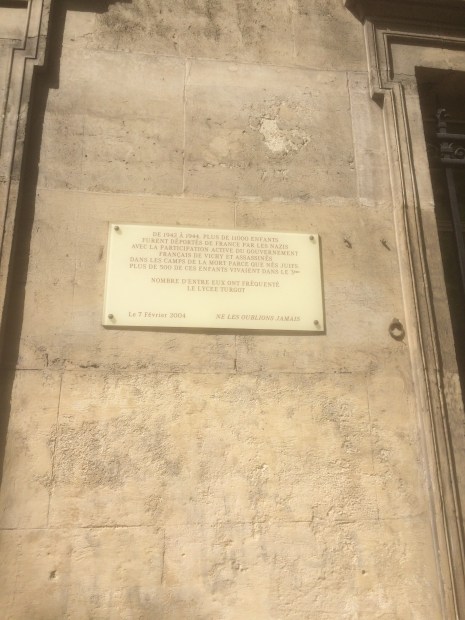 DE 1942 À 1944, PLUS DE 11000 ENFANTS
FURENT DÉPORTÉS DE FRANCE PAR LES NAZIS
AVEC LA PARTICIPATION ACTIVE DU GOUVERNEMENT
FRANÇAIS DE VICHY ET ASSASSINÉS
DANS LES CAMPS DE LA MORT PARCE QUE NÉS JUIFS.
PLUS DE 500 DE CES ENFANTS VIVAIENT DANS LE 3ème
NOMBRE D'ENTRE EUX ONT FRÉQUENTÉ
LE LYCÉE TURGOT
Le 7 Février 2004 NE LES OUBLIONS JAMAIS